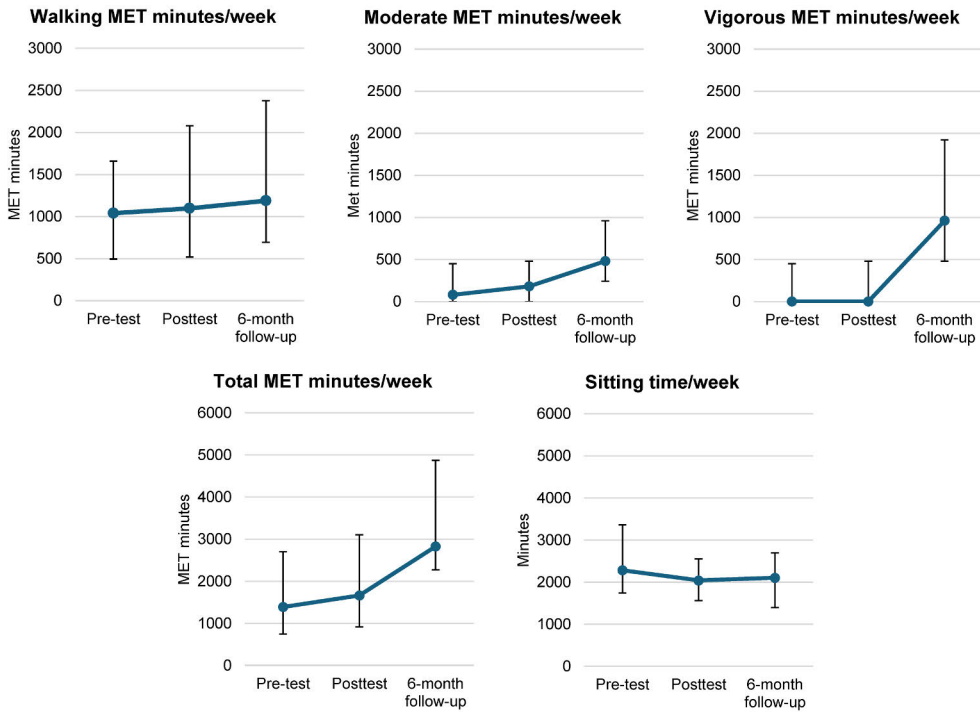 Walking MET minutes/week
3000
2500
2000
1500
1000
500
0
MET minutes
Pre-test Posttest 6-month
follow-up
Moderate MET minutes/week
3000
2500
2000
1500
1000
500
0
Met minutes
Pre-test Posttest 6-month
follow-up
Vigorous MET minutes/week
3000
2500
2000
1500
1000
500
0
MET minutes
Pre-test Posttest 6-month
follow-up
Total MET minutes/week
6000
5000
4000
3000
2000
1000
0
MET minutes
Pre-test Posttest 6-month
follow-up
Sitting time/week
6000
5000
4000
3000
2000
1000
0
Minutes
Pre-test Posttest 6-month
follow-up